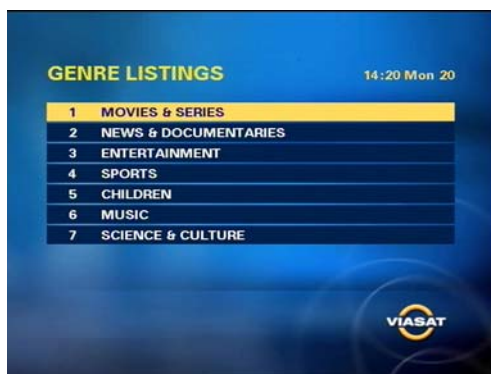 GENRE LISTINGS 14:20 Mon 20
1 MOVIES & SERIES
2 NEWS & DOCUMENTARIES
3 ENTERTAINMENT
4 SPORTS
5 CHILDREN
6 MUSIC
7 SCIENCE & CULTURE
VIASAT